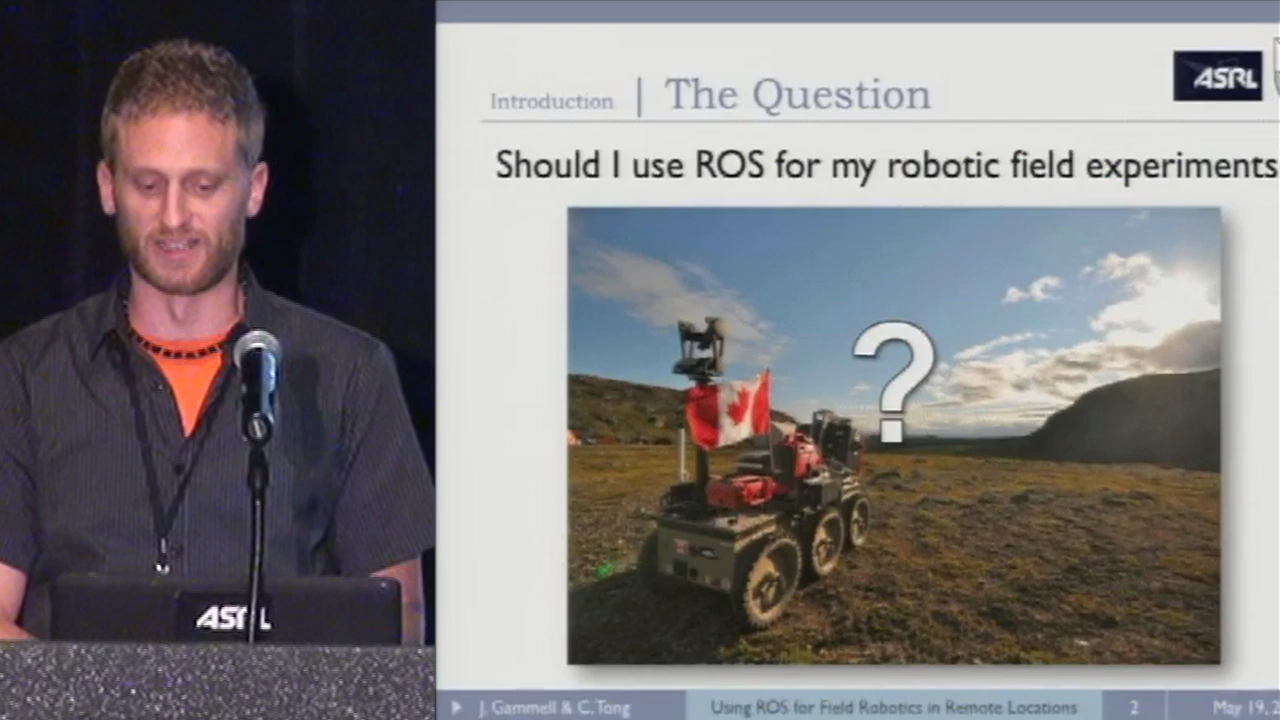 Introduction | The Question
ASRL
Should I use ROS for my robotic field experiments
?
ASRL
J. Gammell & C. Tong
Using ROS for Field Robotics in Remote Locations
2
May 19, 2